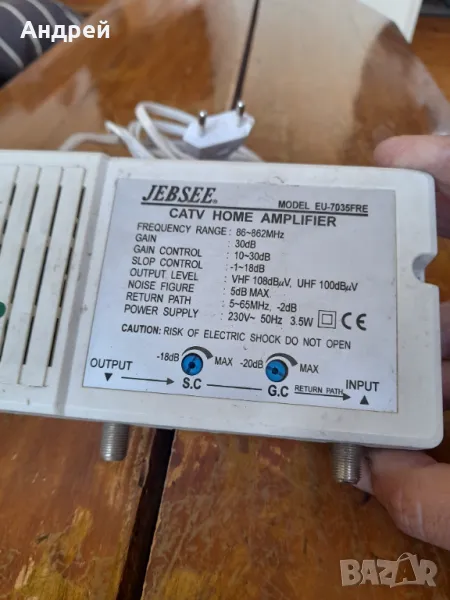 Андрей
JEBSEE® MODEL EU-7035FRE
CATV HOME AMPLIFIER
FREQUENCY RANGE : 86~862MHz
GAIN : 30dB
GAIN CONTROL : 10~30dB
SLOP CONTROL : -1~18dB
OUTPUT LEVEL : VHF 108dBμV, UHF 100dBμV
NOISE FIGURE : 5dB MAX.
RETURN PATH : 5~65MHz, -2dB
POWER SUPPLY : 230V~ 50Hz 3.5W CE
CAUTION: RISK OF ELECTRIC SHOCK DO NOT OPEN
OUTPUT -18dB MAX -20dB MAX INPUT
S.C G.C RETURN PATH
BAZAR